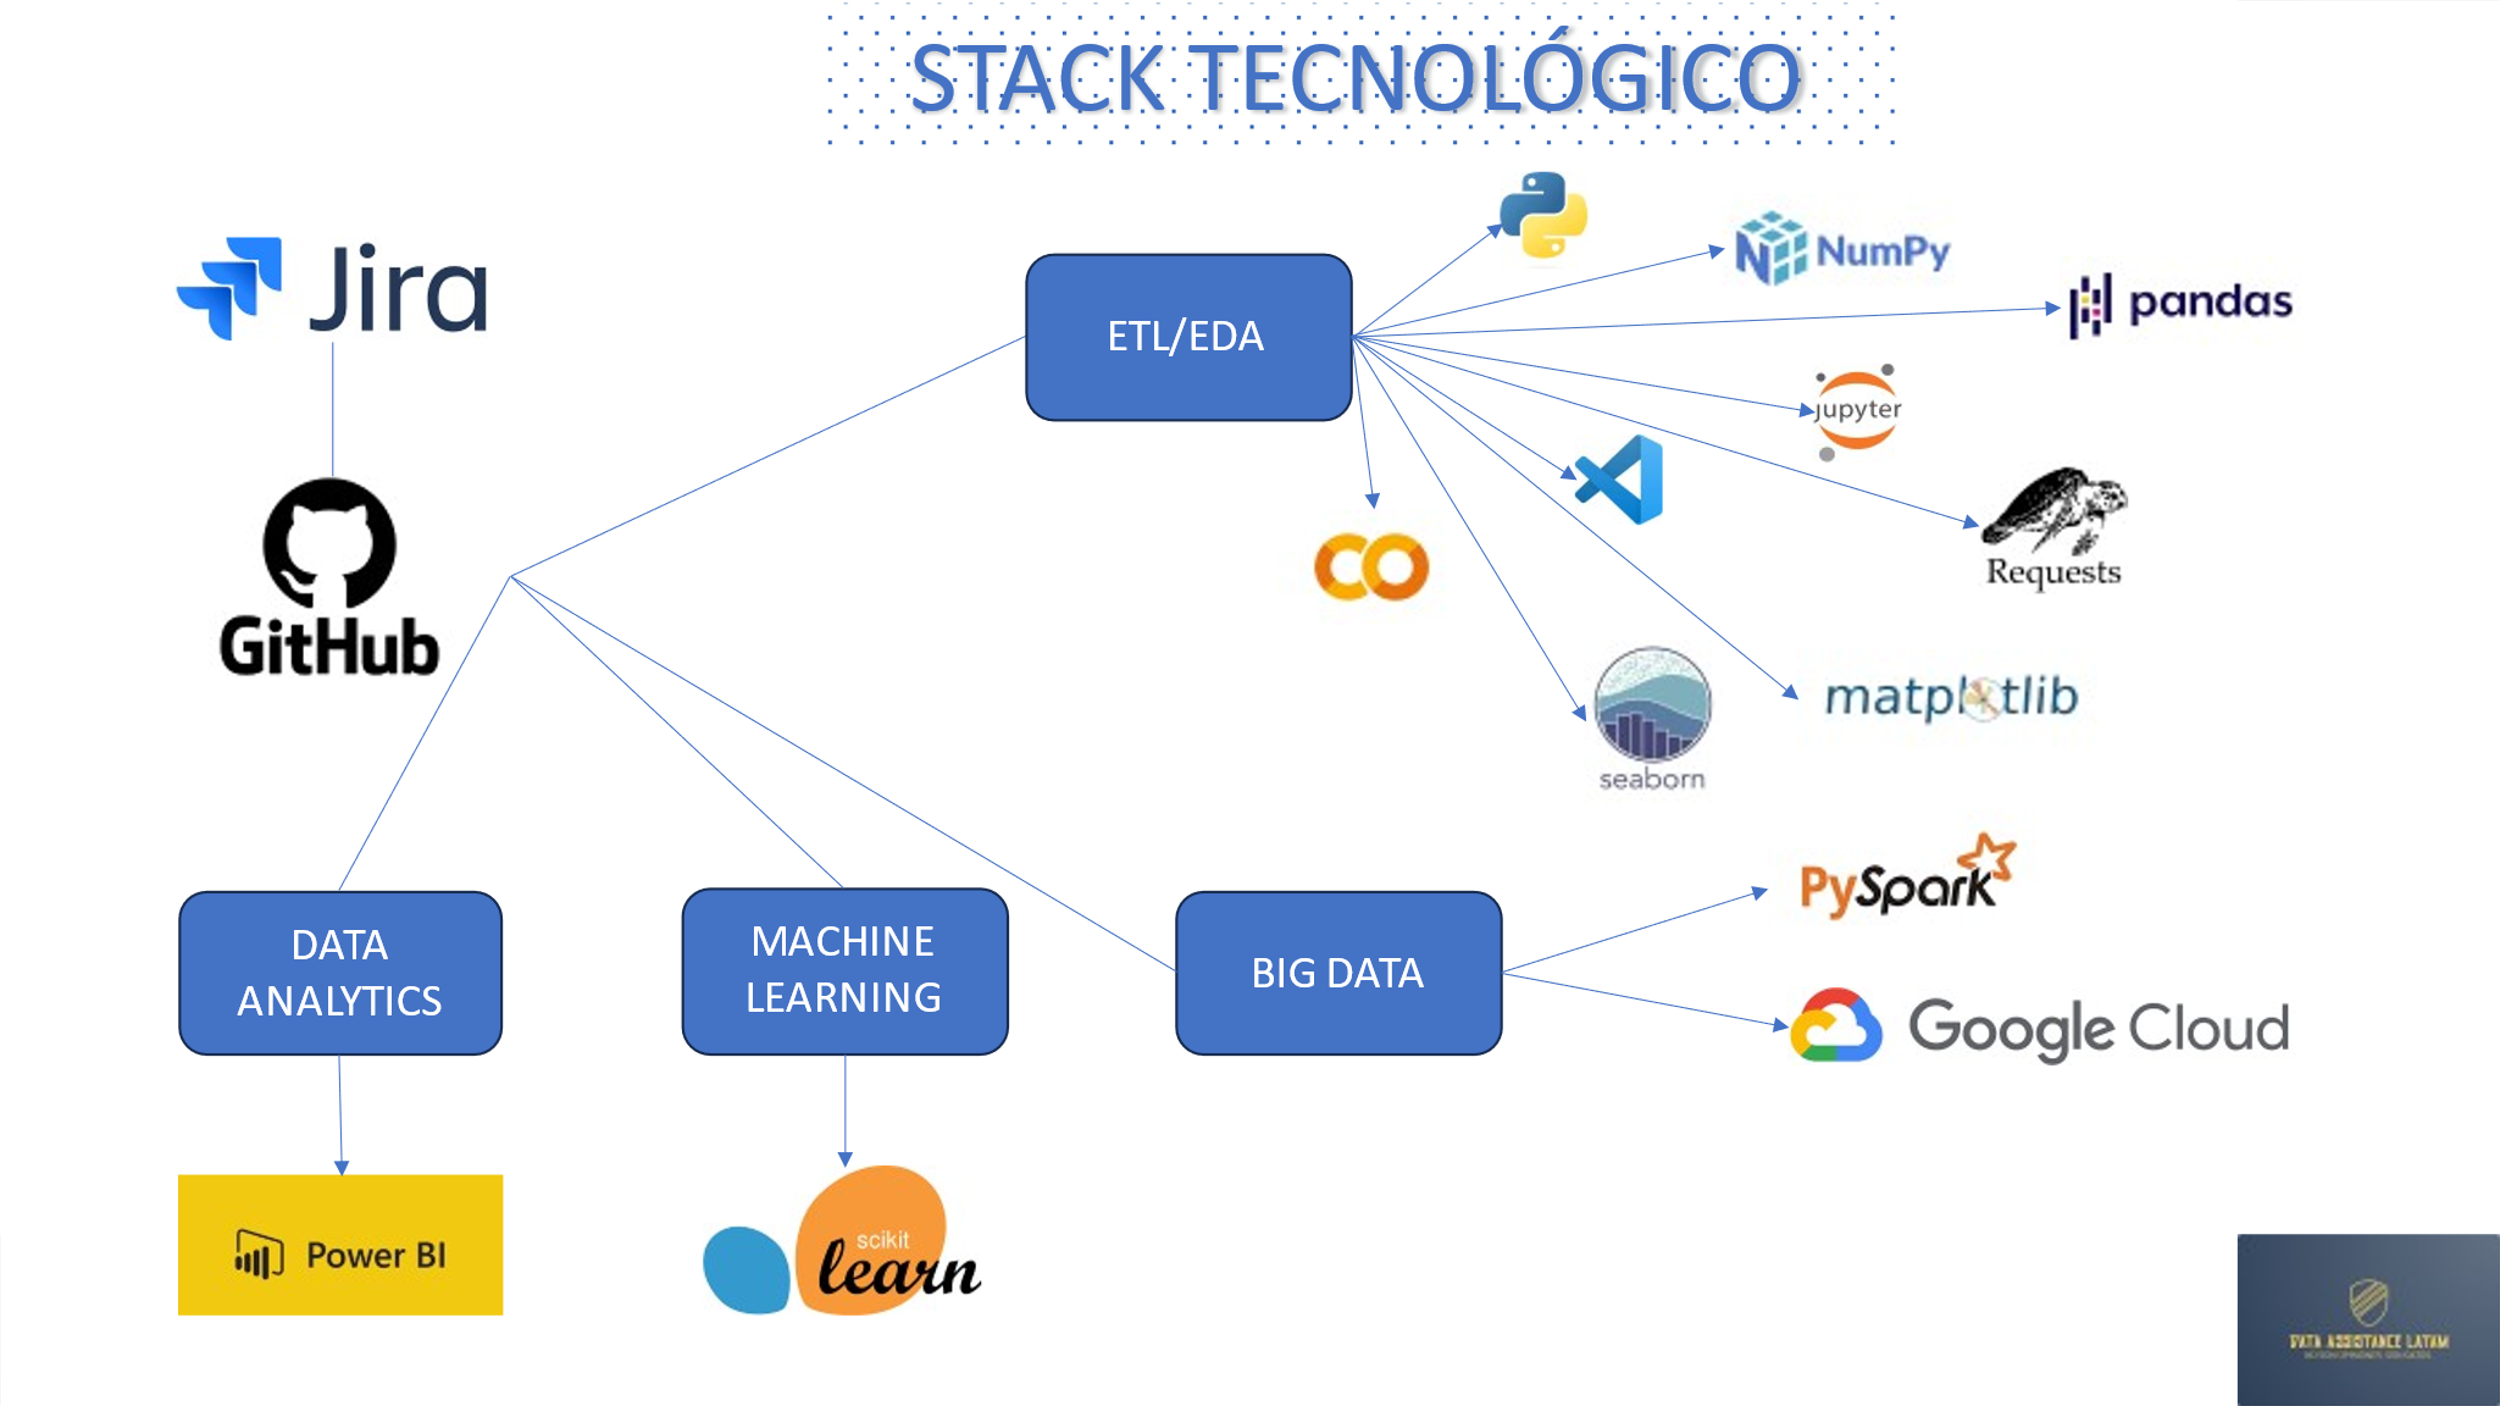 STACK TECNOLÓGICO
Jira
GitHub
ETL/EDA
NumPy
pandas
jupyter
Requests
matplotlib
seaborn
DATA
ANALYTICS
MACHINE
LEARNING
BIG DATA
PySpark
Google Cloud
Power BI
scikit
learn
DATA ASSISTANCE LATAM